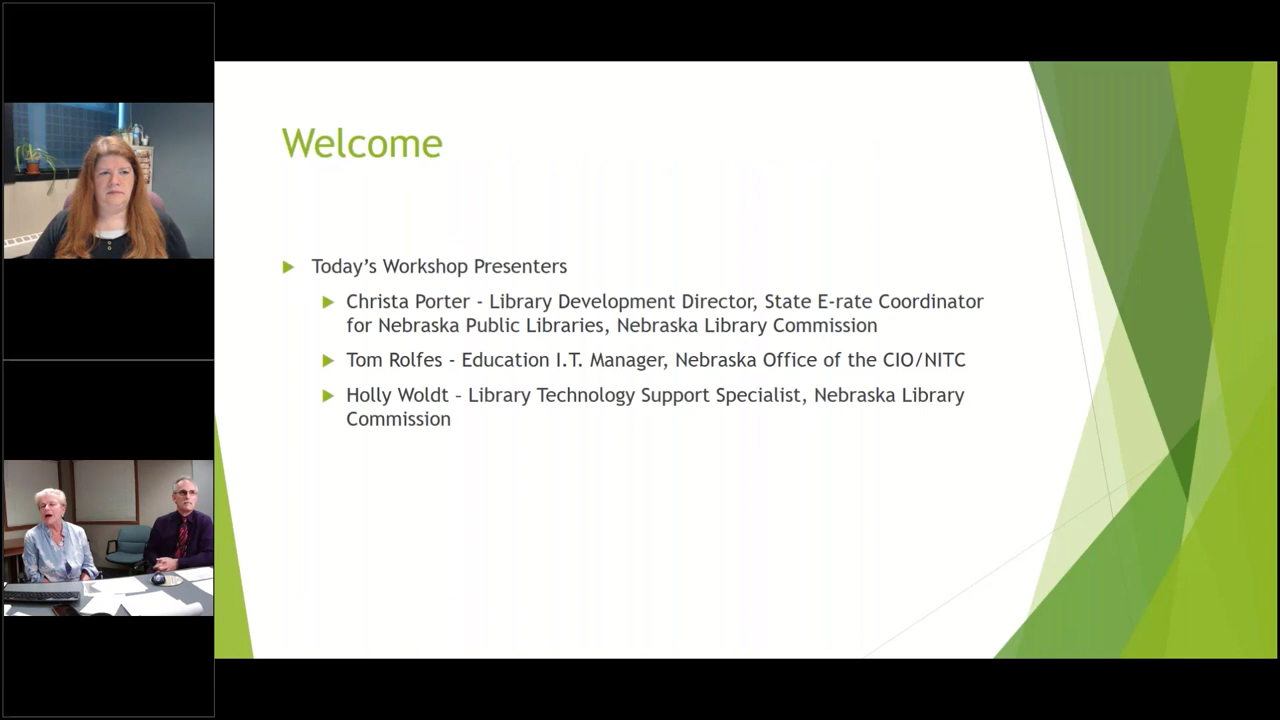 Welcome
Today's Workshop Presenters
Christa Porter - Library Development Director, State E-rate Coordinator
for Nebraska Public Libraries, Nebraska Library Commission
Tom Rolfes - Education I.T. Manager, Nebraska Office of the CIO/NITC
Holly Woldt – Library Technology Support Specialist, Nebraska Library
Commission